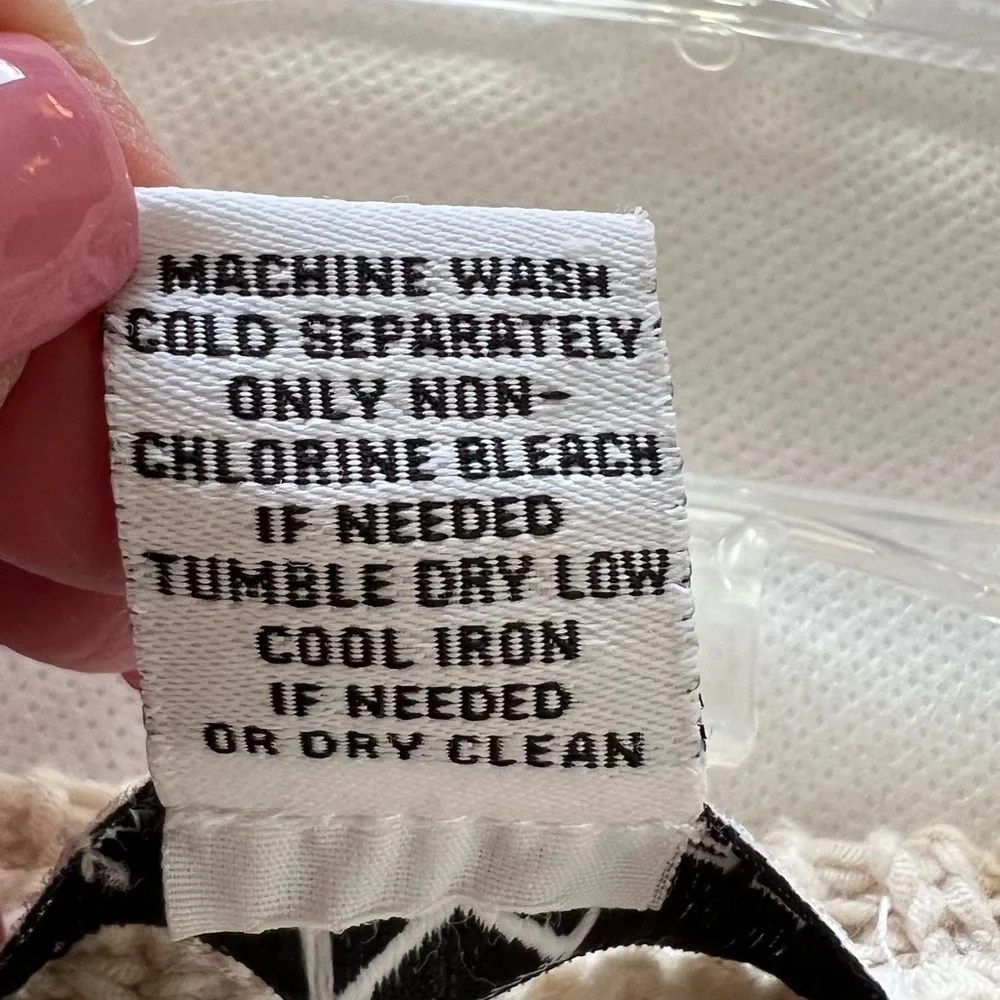 MACHINE WASH
COLD SEPARATELY
ONLY NON-
CHLORINE BLEACH
IF NEEDED
TUMBLE DRY LOW
COOL IRON
IF NEEDED
OR DRY CLEAN